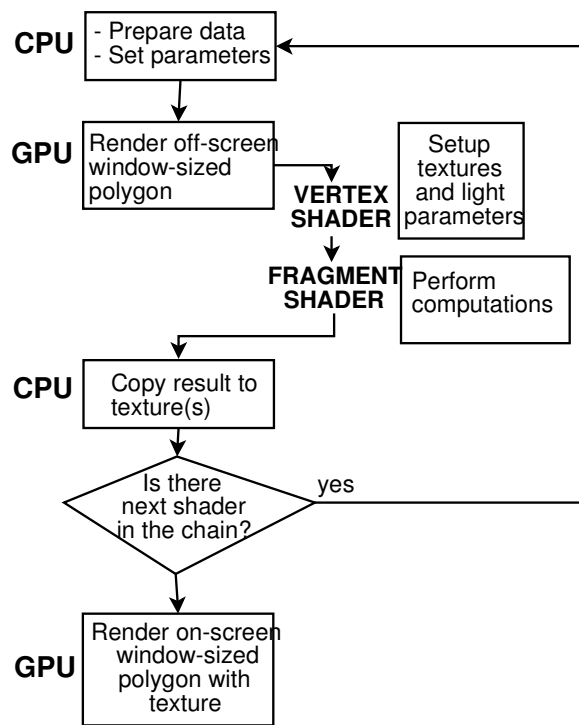 CPU
- Prepare data
- Set parameters
GPU
Render off-screen
window-sized
polygon
VERTEX
SHADER
Setup
textures
and light
parameters
FRAGMENT
SHADER
Perform
computations
CPU
Copy result to
texture(s)
Is there
next shader
in the chain?
yes
GPU
Render on-screen
window-sized
polygon with
texture